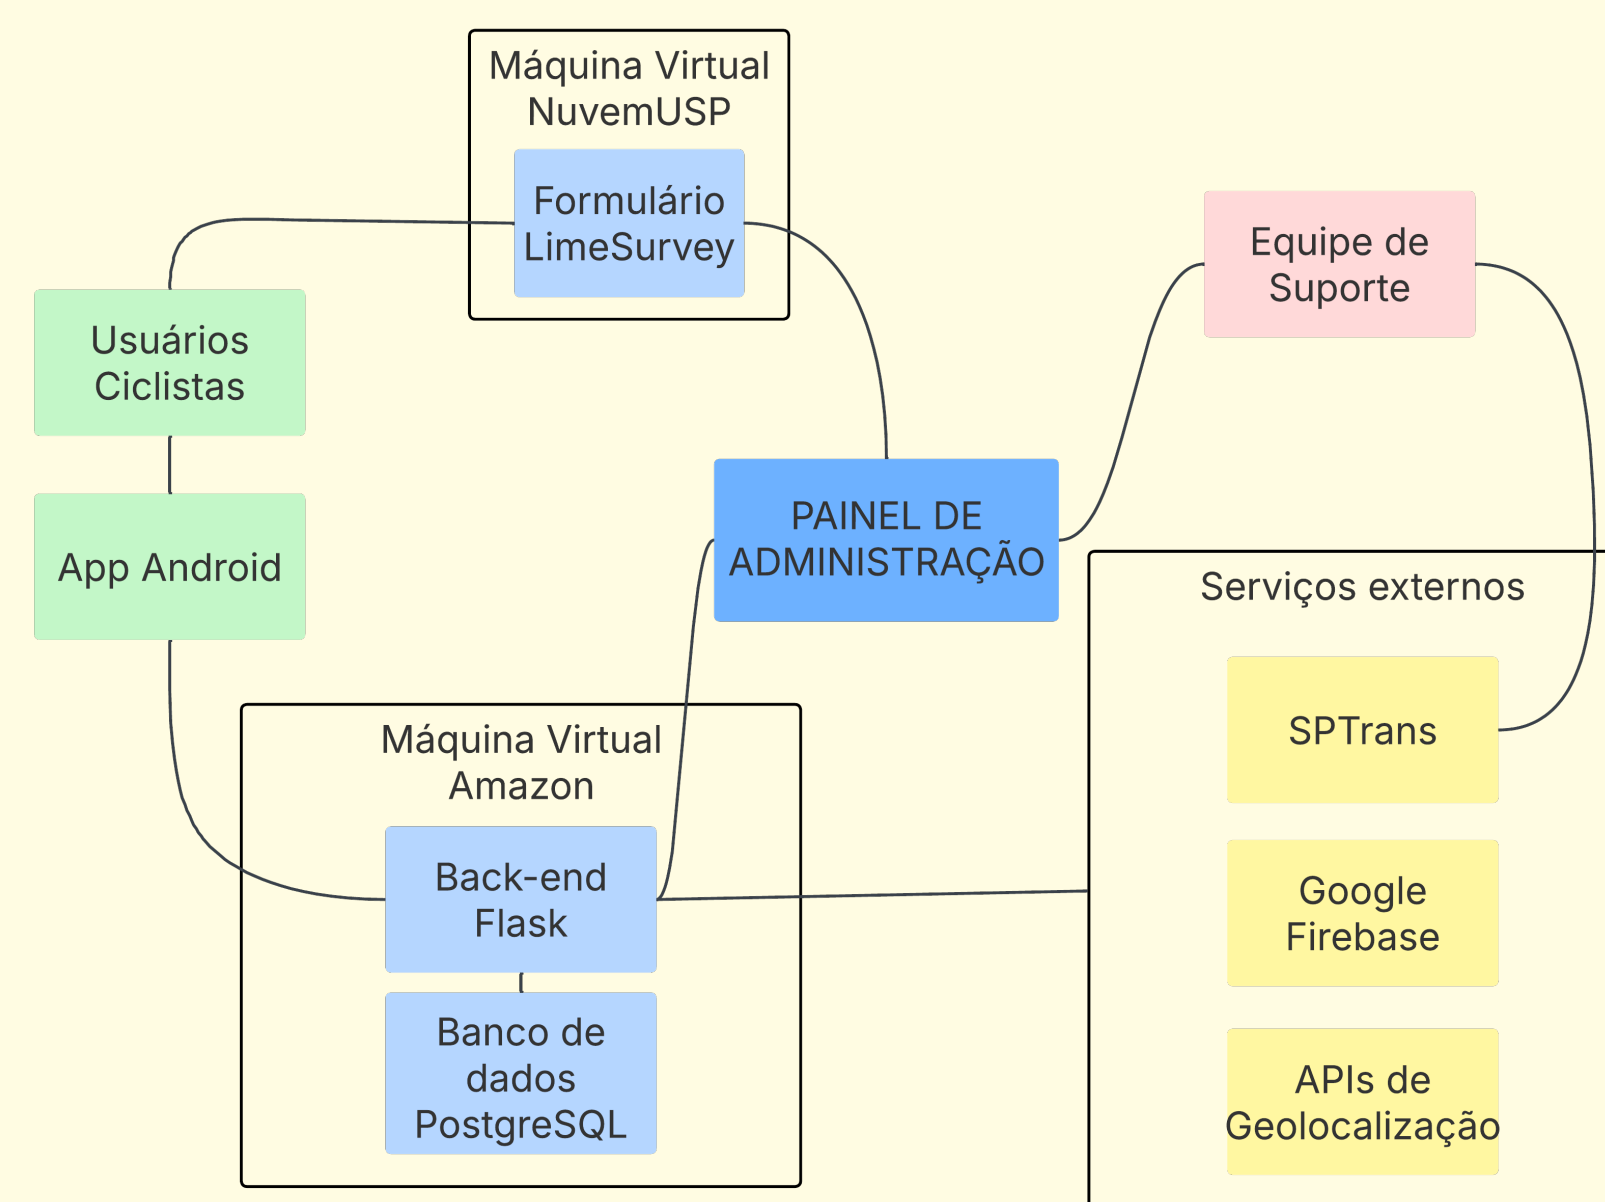 Máquina Virtual
NuvemUSP
Formulário
LimeSurvey
Equipe de
Suporte
Usuários
Ciclistas
App Android
PAINEL DE
ADMINISTRAÇÃO
Serviços externos
SPTrans
Máquina Virtual
Amazon
Back-end
Flask
Google
Firebase
Banco de
dados
PostgreSQL
APIs de
Geolocalização